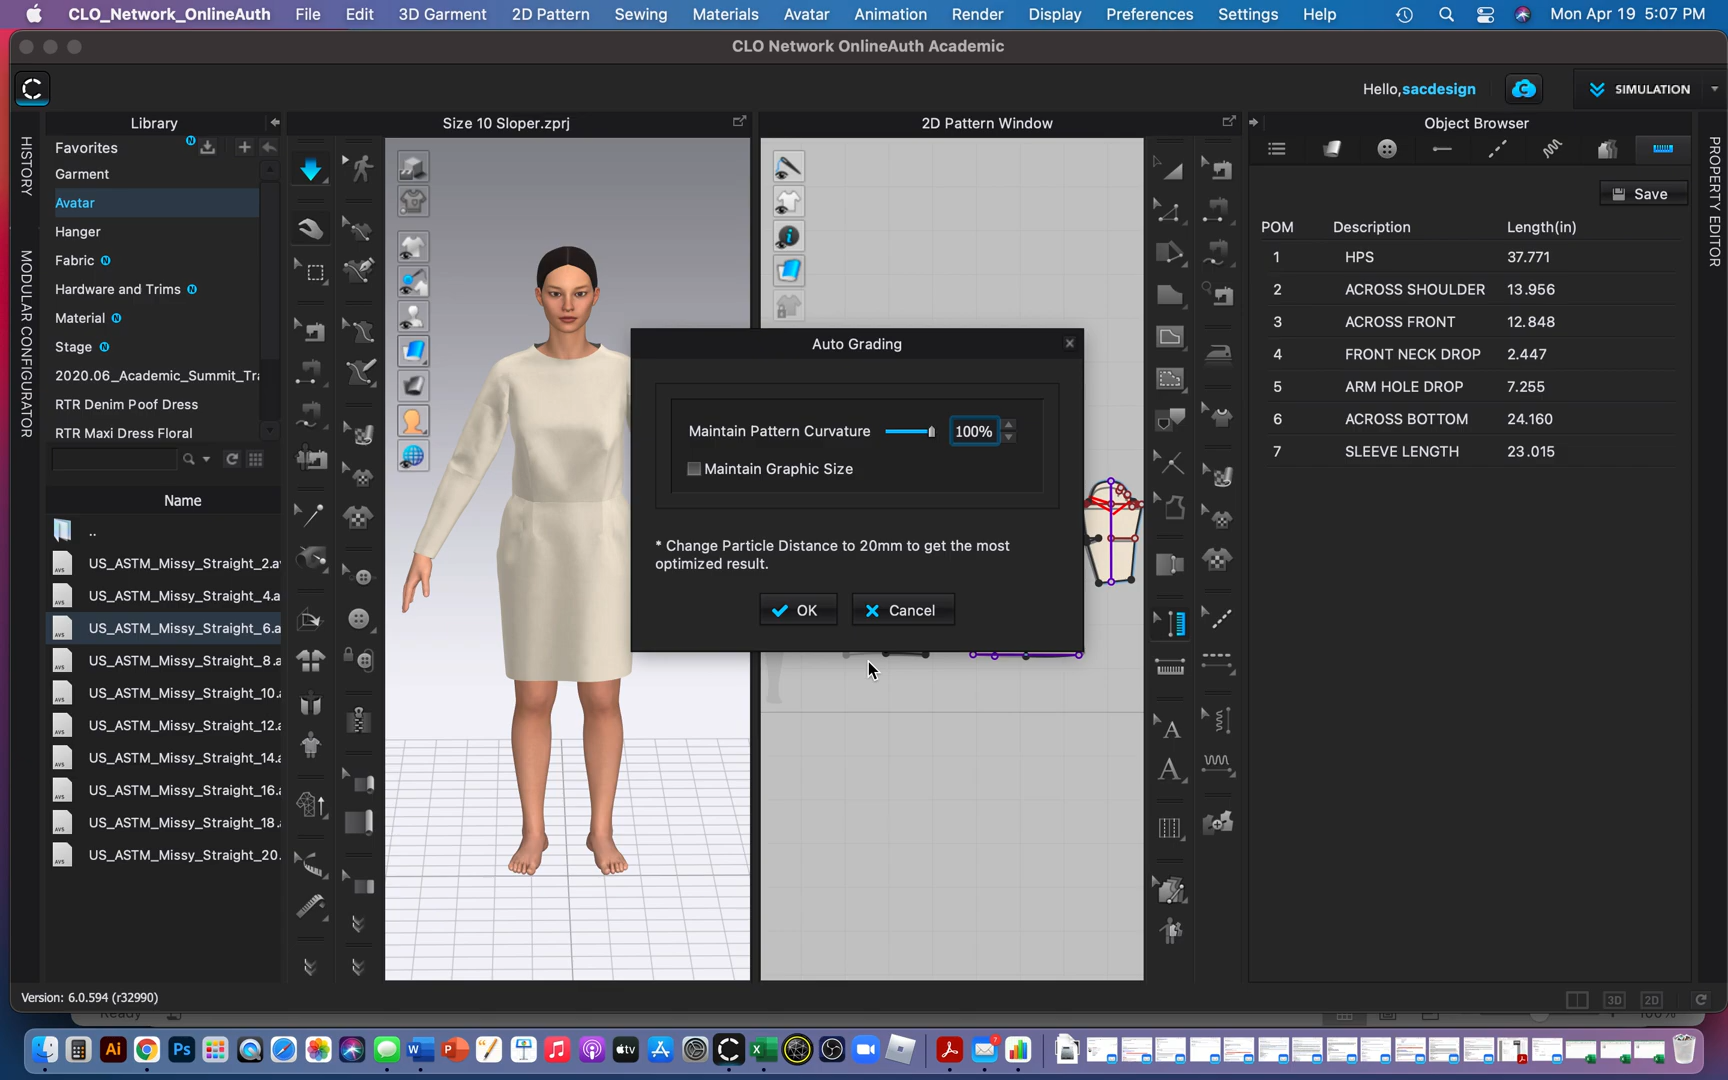 CLO_Network_OnlineAuth File Edit 3D Garment 2D Pattern Sewing Materials Avatar Animation Render Display Preferences Settings Help Mon Apr 19 5:07 PM
CLO Network OnlineAuth Academic
Hello,sacdesign
SIMULATION
HISTORY
MODULAR CONFIGURATOR
Library
Favorites
Garment
Avatar
Hanger
Fabric
Hardware and Trims
Material
Stage
2020.06_Academic_Summit_Tra
RTR Denim Poof Dress
RTR Maxi Dress Floral
Name
..
US_ASTM_Missy_Straight_2.a
US_ASTM_Missy_Straight_4.a
US_ASTM_Missy_Straight_6.a
US_ASTM_Missy_Straight_8.a
US_ASTM_Missy_Straight_10.
US_ASTM_Missy_Straight_12.
US_ASTM_Missy_Straight_14.
US_ASTM_Missy_Straight_16.
US_ASTM_Missy_Straight_18.
US_ASTM_Missy_Straight_20.
Size 10 Sloper.zprj
2D Pattern Window
Auto Grading
Maintain Pattern Curvature 100%
Maintain Graphic Size
* Change Particle Distance to 20mm to get the most
optimized result.
OK Cancel
Object Browser
Save
POM Description Length(in)
1 HPS 37.771
2 ACROSS SHOULDER 13.956
3 ACROSS FRONT 12.848
4 FRONT NECK DROP 2.447
5 ARM HOLE DROP 7.255
6 ACROSS BOTTOM 24.160
7 SLEEVE LENGTH 23.015
PROPERTY EDITOR
Version: 6.0.594 (r32990)
3D 2D